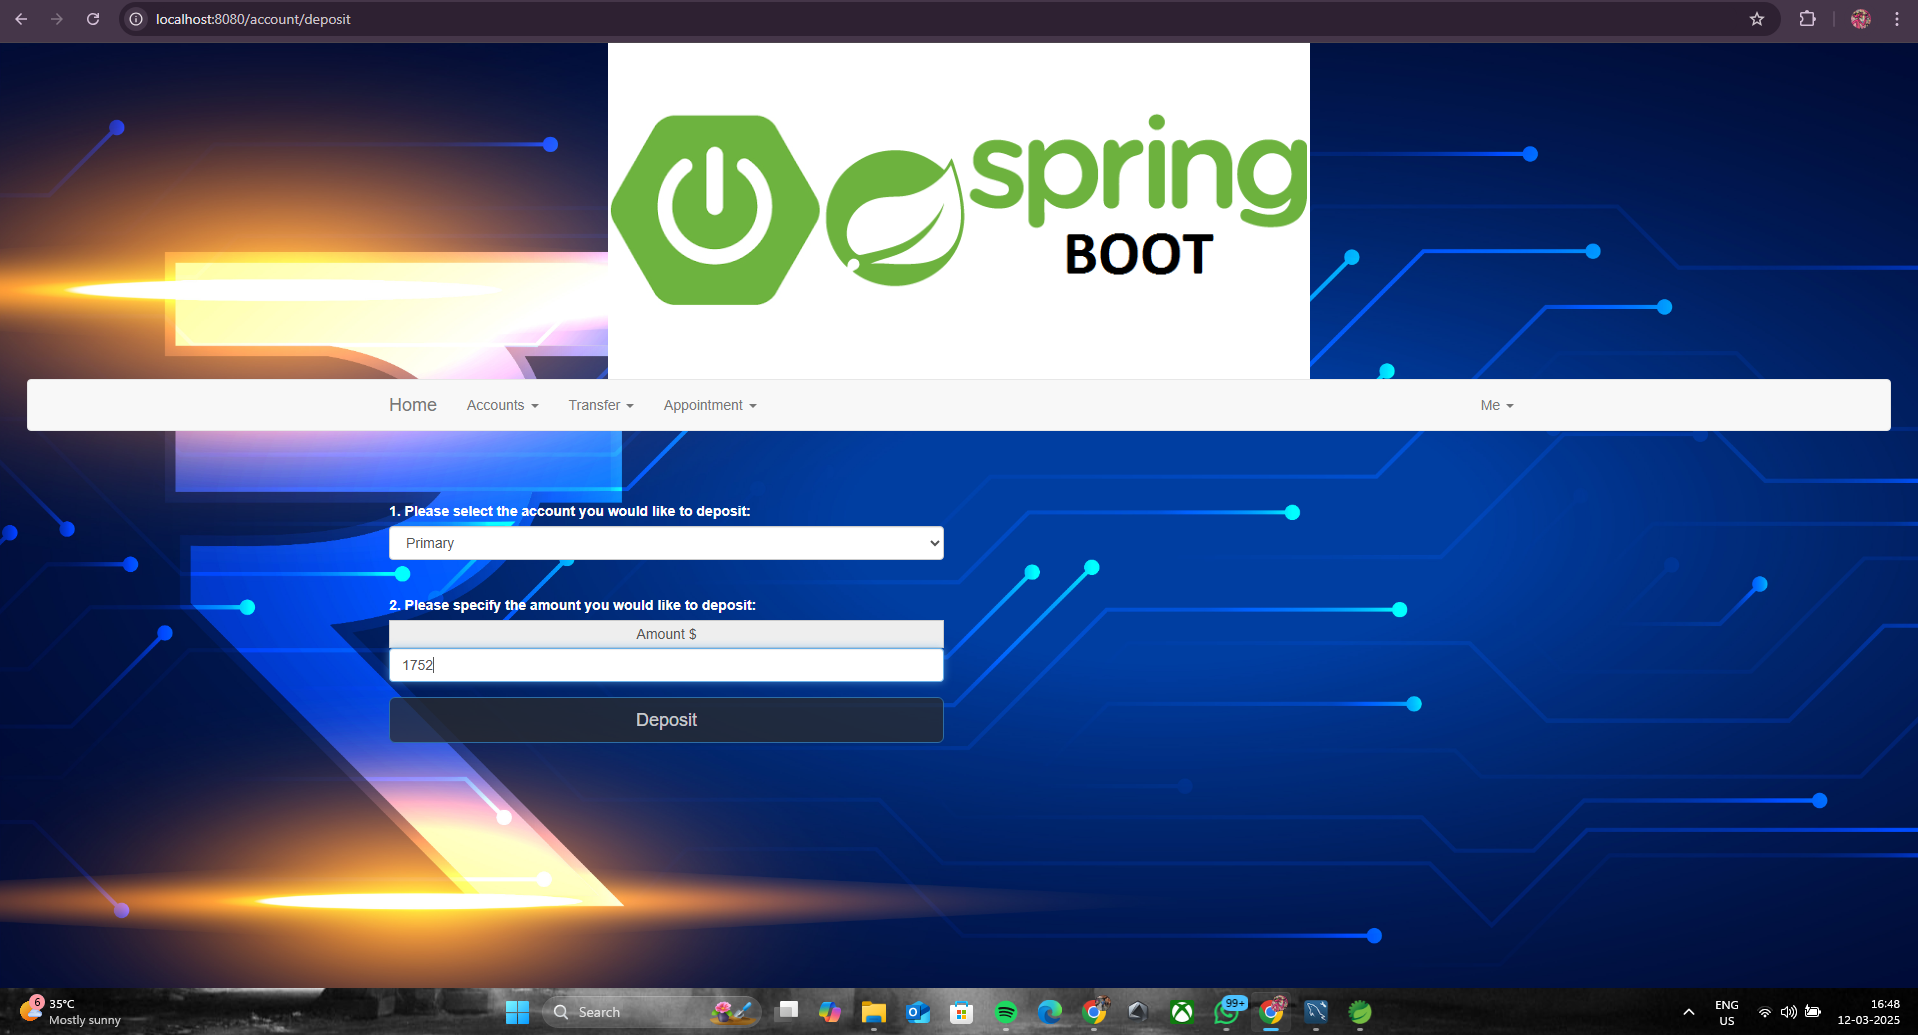 localhost:8080/account/deposit
spring
BOOT
Home Accounts Transfer Appointment Me
1. Please select the account you would like to deposit:
Primary
2. Please specify the amount you would like to deposit:
Amount $
1752
Deposit
6
35°C
Mostly sunny
Search
99+
ENG
US
16:48
12-03-2025